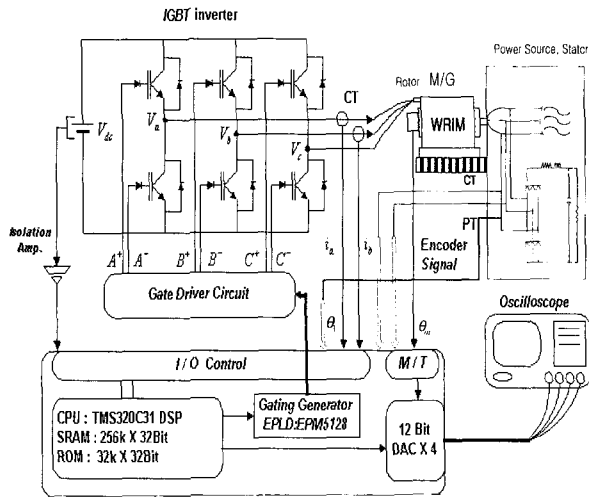 IGBT inverter
Power Source, Stator
Rotor M/G
CT
WRIM
V_dc
V_a
V_b
V_c
CT
PT
Isolation
Amp.
A⁺ A⁻ B⁺ B⁻ C⁺ C⁻
i_a
i_b
Encoder
Signal
Gate Driver Circuit
θ_m
Oscilloscope
I/O Control
M/T
CPU : TMS320C31 DSP
SRAM : 256k X 32Bit
ROM : 32k X 32Bit
Gating Generator
EPLD:EPM5128
12 Bit
DAC X 4